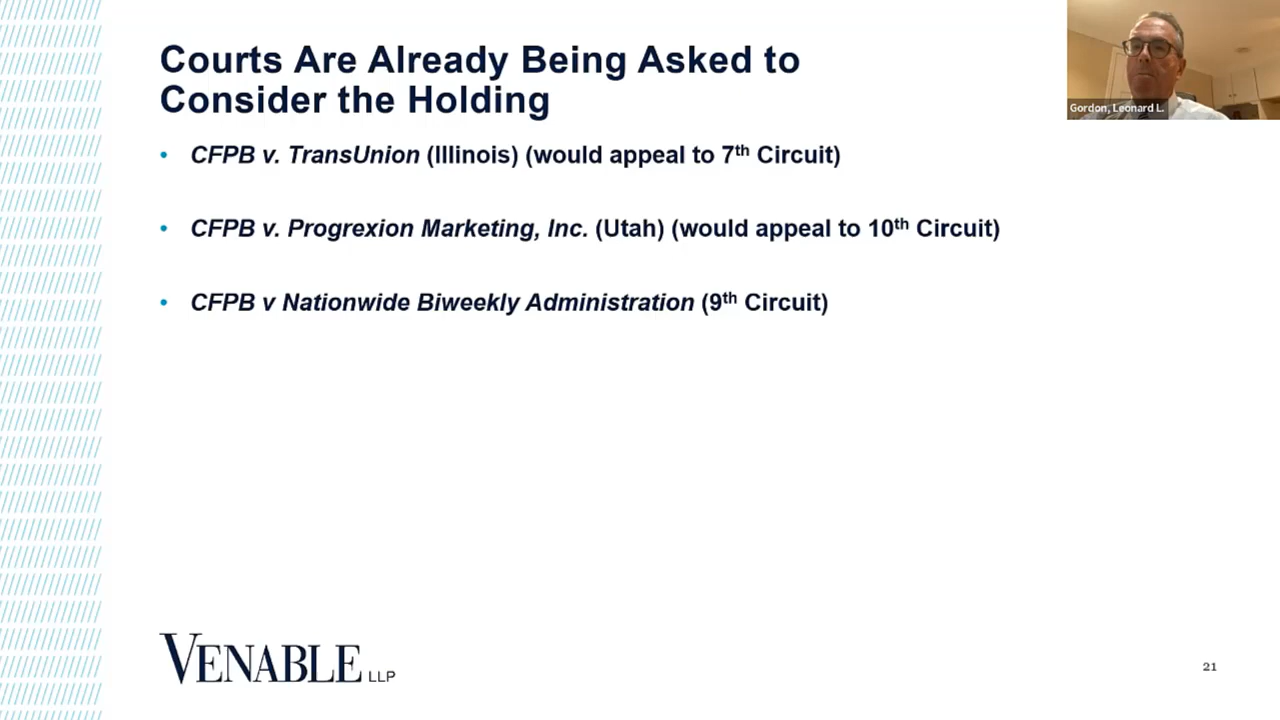 Courts Are Already Being Asked to
Consider the Holding
Gordon, Leonard L.
• CFPB v. TransUnion (Illinois) (would appeal to 7th Circuit)
• CFPB v. Progrexion Marketing, Inc. (Utah) (would appeal to 10th Circuit)
• CFPB v Nationwide Biweekly Administration (9th Circuit)
VENABLE LLP
21